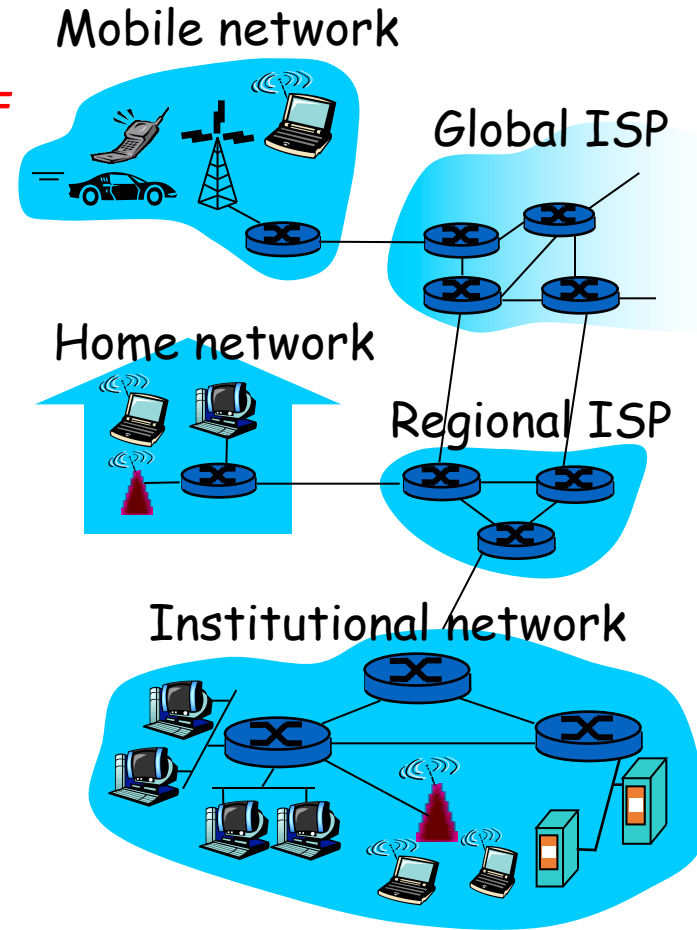 Mobile network
Global ISP
Home network
Regional ISP
Institutional network